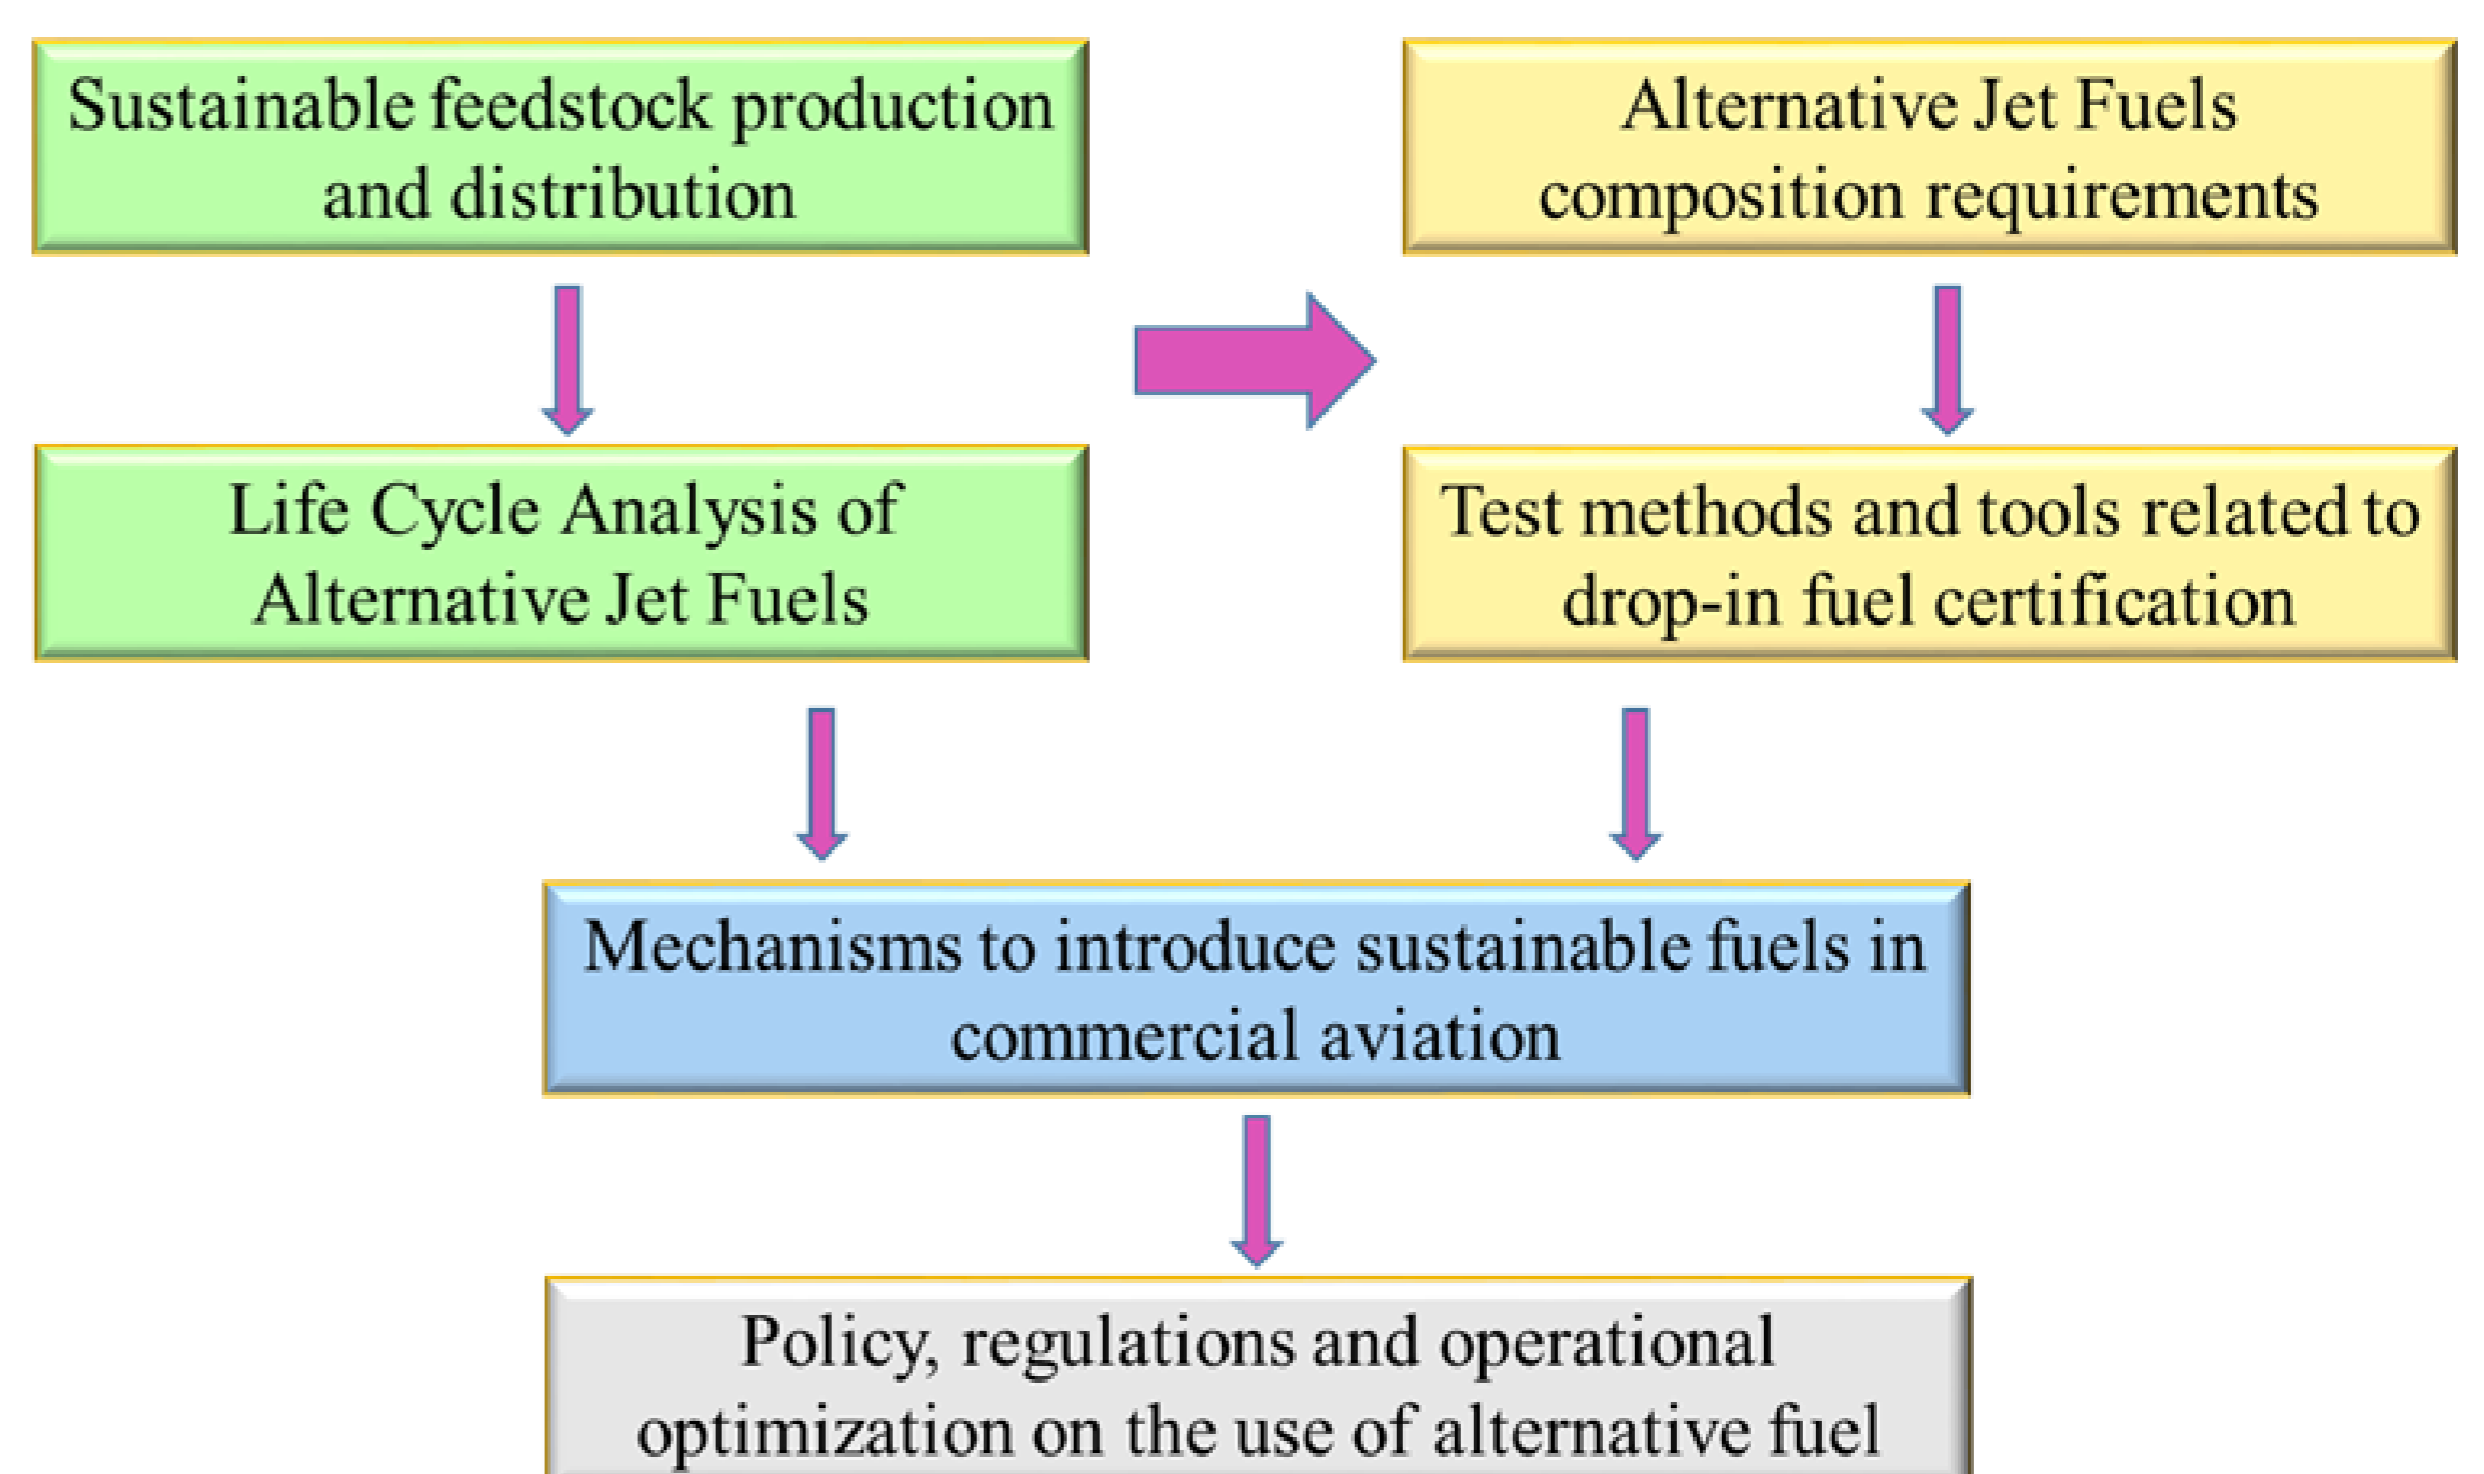 Sustainable feedstock production
and distribution
Alternative Jet Fuels
composition requirements
Life Cycle Analysis of
Alternative Jet Fuels
Test methods and tools related to
drop-in fuel certification
Mechanisms to introduce sustainable fuels in
commercial aviation
Policy, regulations and operational
optimization on the use of alternative fuel